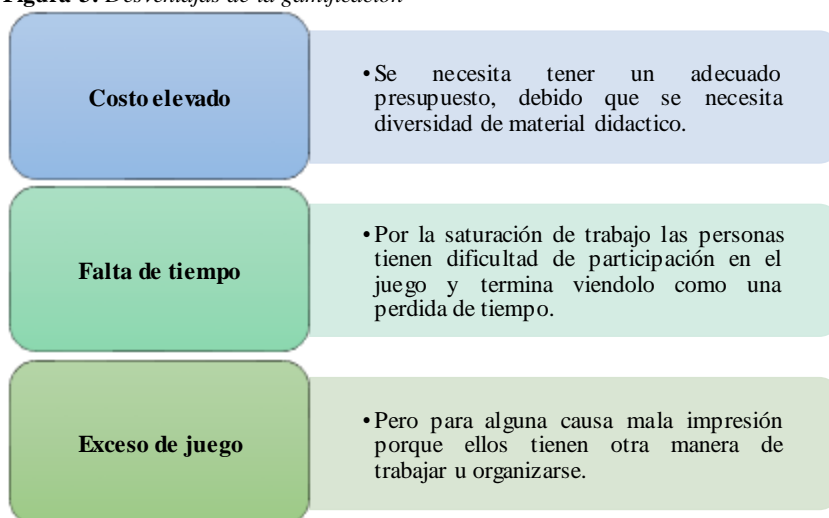 Figura 3. Desventajas de la gamificación
Costo elevado
•Se necesita tener un adecuado
presupuesto, debido que se necesita
diversidad de material didactico.
Falta de tiempo
•Por la saturación de trabajo las personas
tienen dificultad de participación en el
juego y termina viendolo como una
perdida de tiempo.
Exceso de juego
•Pero para alguna causa mala impresión
porque ellos tienen otra manera de
trabajar u organizarse.